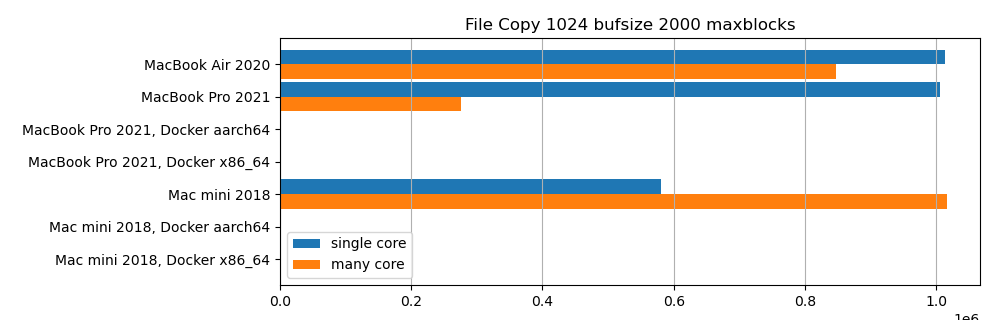 File Copy 1024 bufsize 2000 maxblocks
MacBook Air 2020
MacBook Pro 2021
MacBook Pro 2021, Docker aarch64
MacBook Pro 2021, Docker x86_64
Mac mini 2018
Mac mini 2018, Docker aarch64
Mac mini 2018, Docker x86_64
single core
many core
0.0 0.2 0.4 0.6 0.8 1.0
1e6